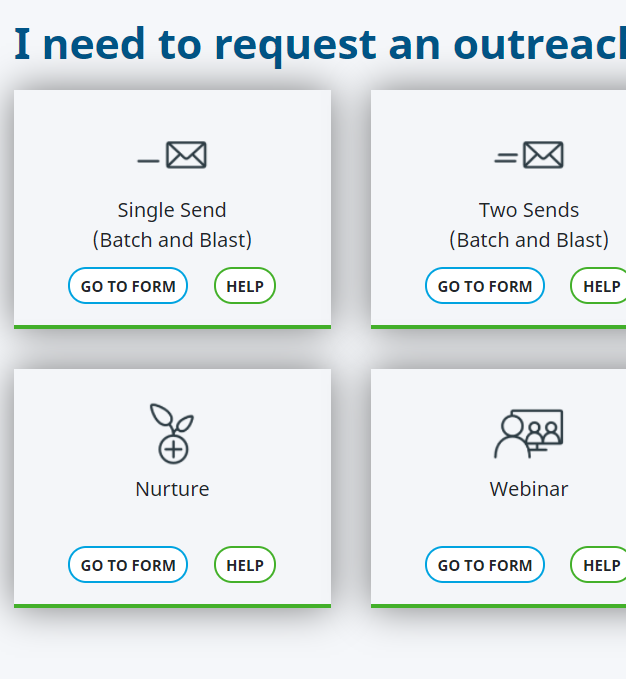 I need to request an outreach
Single Send
(Batch and Blast)
GO TO FORM
HELP
Two Sends
(Batch and Blast)
GO TO FORM
HELP
Nurture
GO TO FORM
HELP
Webinar
GO TO FORM
HELP